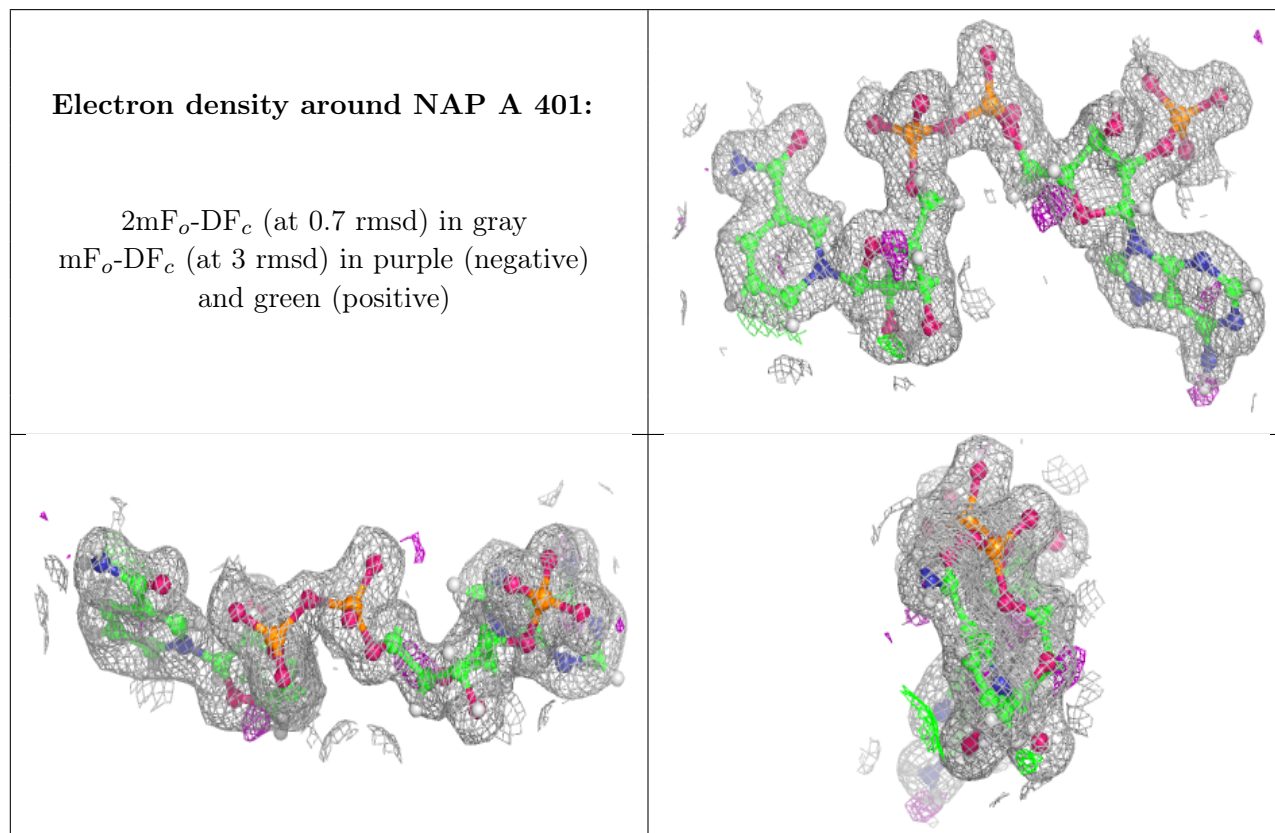 Electron density around NAP A 401:
2mFo-DFc (at 0.7 rmsd) in gray
mFo-DFc (at 3 rmsd) in purple (negative)
and green (positive)